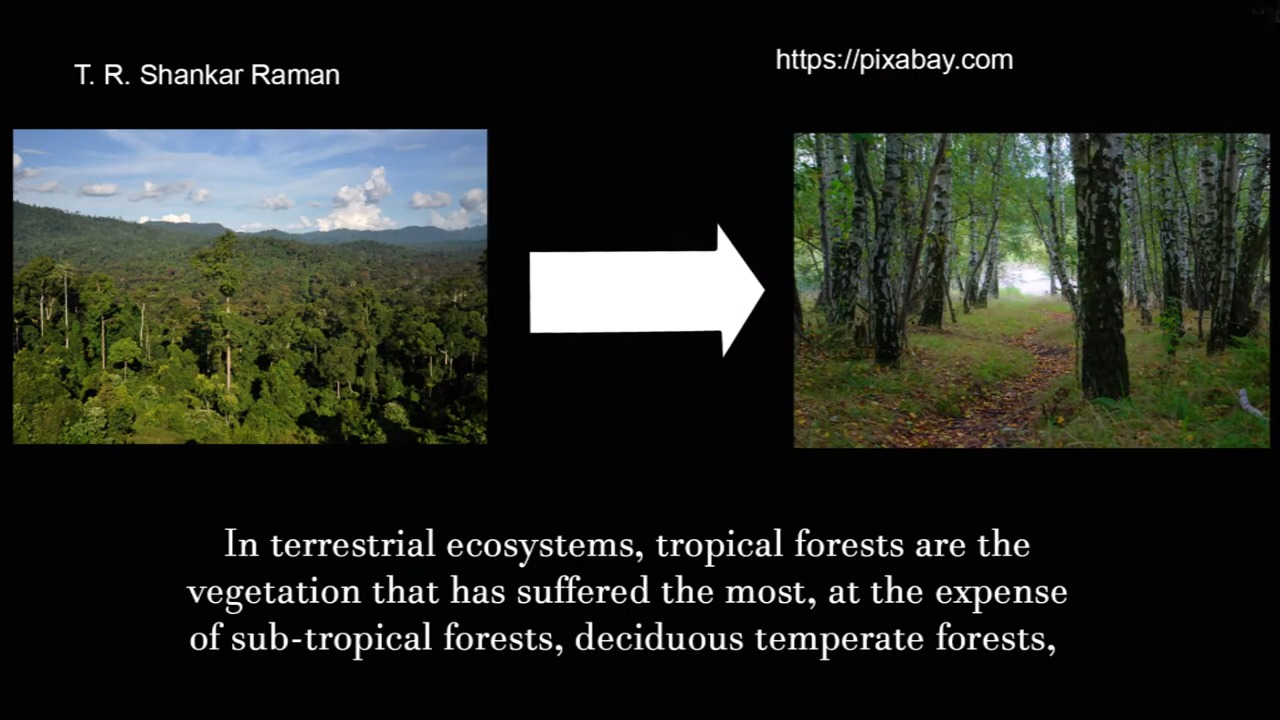 T. R. Shankar Raman
https://pixabay.com
In terrestrial ecosystems, tropical forests are the
vegetation that has suffered the most, at the expense
of sub-tropical forests, deciduous temperate forests,